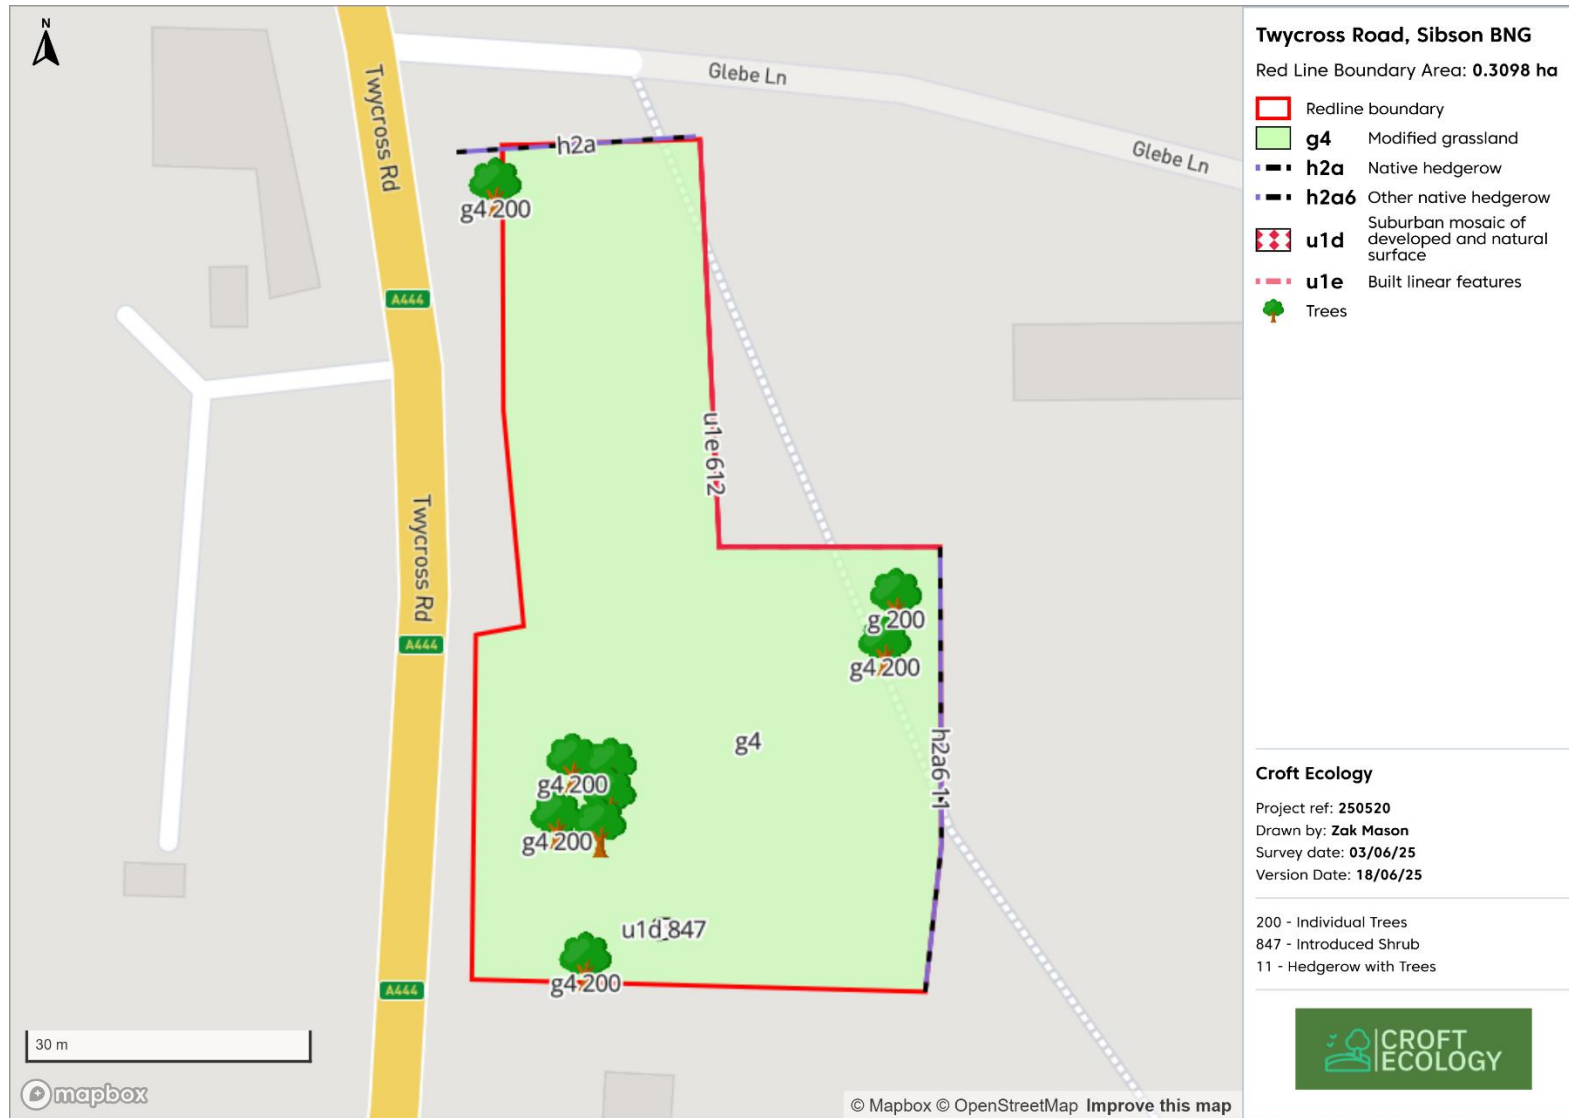 N
Twycross Rd
Glebe Ln
Glebe Ln
h2a
g4 200
A444
u1e 612
Twycross Rd
g 200
A444
g4 200
g4
h2a6 11
g4 200
g4 200
u1d 847
g4 200
A444
30 m
mapbox
© Mapbox © OpenStreetMap Improve this map
Twycross Road, Sibson BNG
Red Line Boundary Area: 0.3098 ha
Redline boundary
g4 Modified grassland
h2a Native hedgerow
h2a6 Other native hedgerow
Suburban mosaic of
u1d developed and natural
surface
u1e Built linear features
Trees
Croft Ecology
Project ref: 250520
Drawn by: Zak Mason
Survey date: 03/06/25
Version Date: 18/06/25
200 - Individual Trees
847 - Introduced Shrub
11 - Hedgerow with Trees
CROFT
ECOLOGY